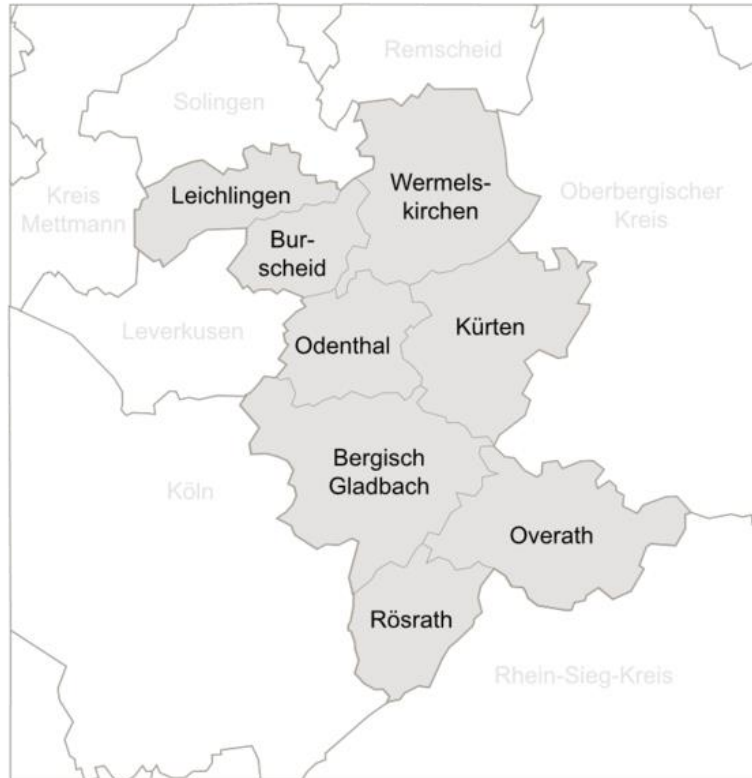 Remscheid
Solingen
Leichlingen
Wermels-
kirchen
Kreis
Mettmann
Oberbergischer
Kreis
Bur-
scheid
Leverkusen
Odenthal
Kürten
Bergisch
Gladbach
Köln
Overath
Rösrath
Rhein-Sieg-Kreis